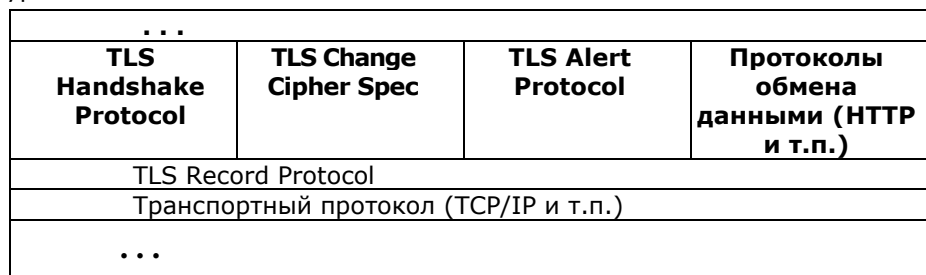 ...
TLS Handshake Protocol
TLS Change Cipher Spec
TLS Alert Protocol
Протоколы обмена данными (HTTP и т.п.)
TLS Record Protocol
Транспортный протокол (TCP/IP и т.п.)
...